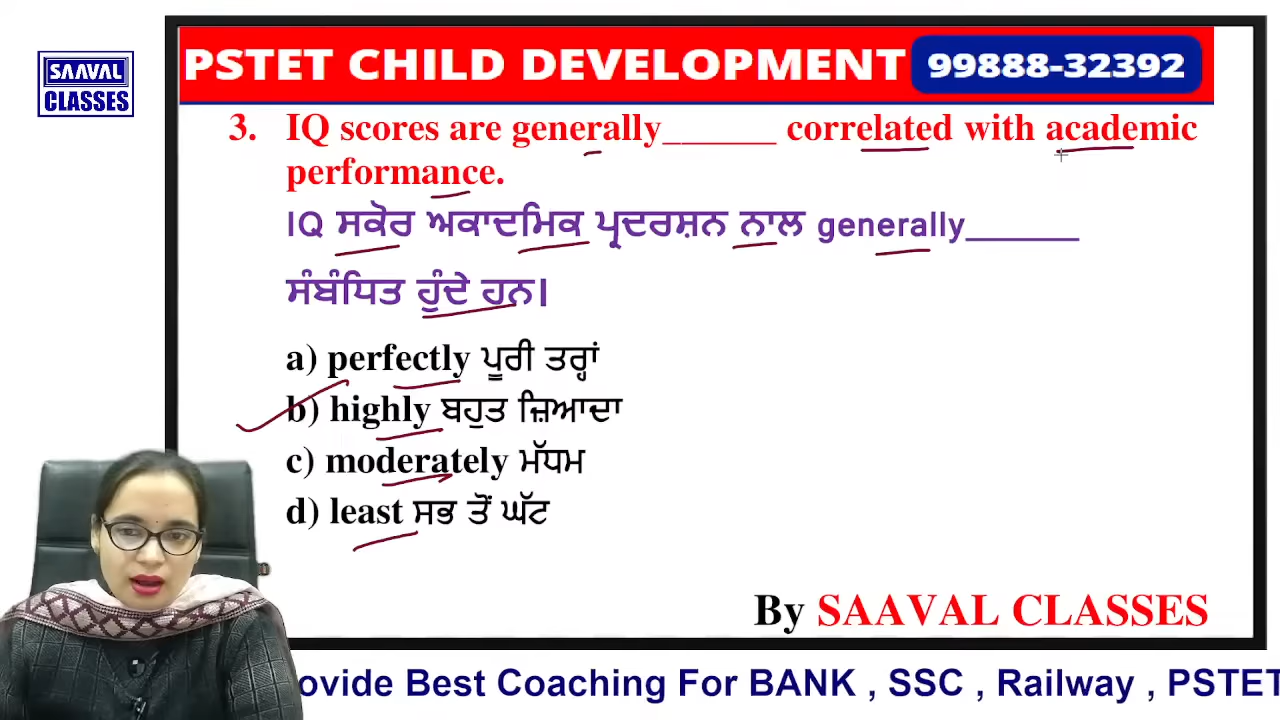 SAAVAL
CLASSES
PSTET CHILD DEVELOPMENT 99888-32392
3. IQ scores are generally______ correlated with academic
performance.
IQ ਸਕੋਰ ਅਕਾਦਮਿਕ ਪ੍ਰਦਰਸ਼ਨ ਨਾਲ generally______
ਸੰਬੰਧਿਤ ਹੁੰਦੇ ਹਨ।
a) perfectly ਪੂਰੀ ਤਰ੍ਹਾਂ
b) highly ਬਹੁਤ ਜ਼ਿਆਦਾ
c) moderately ਮੱਧਮ
d) least ਸਭ ਤੋਂ ਘੱਟ
By SAAVAL CLASSES
ovide Best Coaching For BANK , SSC , Railway , PSTET